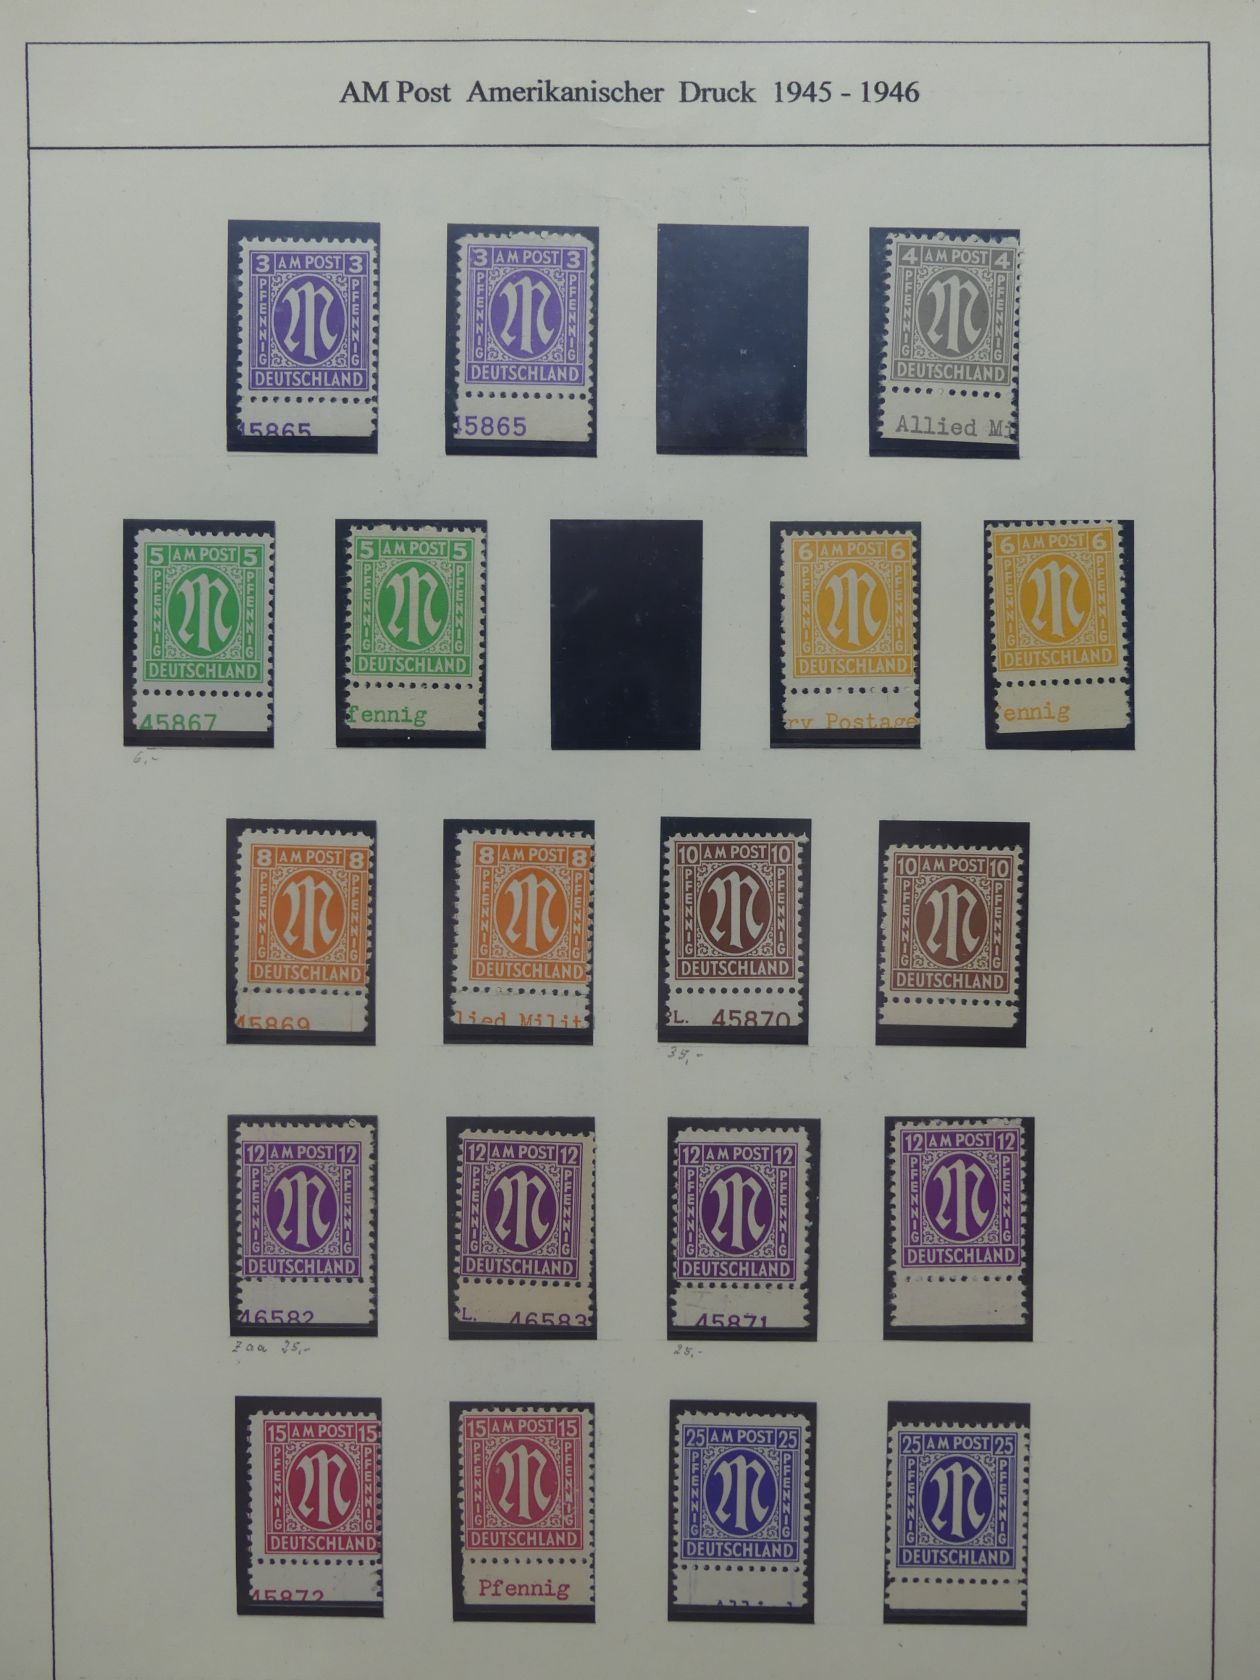 AM Post Amerikanischer Druck 1945 - 1946
3 AM POST 3
PFENNIG PFENNIG
DEUTSCHLAND
45865
3 AM POST 3
PFENNIG PFENNIG
DEUTSCHLAND
45865
4 AM POST 4
PFENNIG PFENNIG
DEUTSCHLAND
Allied Mi
5 AM POST 5
PFENNIG PFENNIG
DEUTSCHLAND
45867
6,-
5 AM POST 5
PFENNIG PFENNIG
DEUTSCHLAND
fennig
6 AM POST 6
PFENNIG PFENNIG
DEUTSCHLAND
ry Postage
6 AM POST 6
PFENNIG PFENNIG
DEUTSCHLAND
ennig
8 AM POST 8
PFENNIG PFENNIG
DEUTSCHLAND
45869
8 AM POST 8
PFENNIG PFENNIG
DEUTSCHLAND
lied Milit
10 AM POST 10
PFENNIG PFENNIG
DEUTSCHLAND
L. 45870
35,-
10 AM POST 10
PFENNIG PFENNIG
DEUTSCHLAND
12 AM POST 12
PFENNIG PFENNIG
DEUTSCHLAND
46582
Zaa 25,-
12 AM POST 12
PFENNIG PFENNIG
DEUTSCHLAND
L. 46583
12 AM POST 12
PFENNIG PFENNIG
DEUTSCHLAND
45871
25,-
12 AM POST 12
PFENNIG PFENNIG
DEUTSCHLAND
15 AM POST 15
PFENNIG PFENNIG
DEUTSCHLAND
45872
15 AM POST 15
PFENNIG PFENNIG
DEUTSCHLAND
Pfennig
25 AM POST 25
PFENNIG PFENNIG
DEUTSCHLAND
Allied
25 AM POST 25
PFENNIG PFENNIG
DEUTSCHLAND